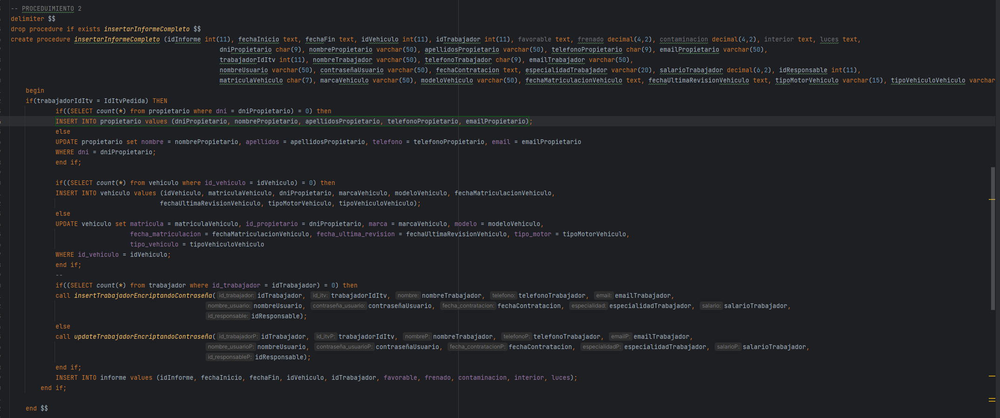 -- PROCEDUIMIENTO 2
delimiter $$
drop procedure if exists insertarInformeCompleto $$
create procedure insertarInformeCompleto (idInforme int(11), fechaInicio text, fechaFin text, idVehiculo int(11), idTrabajador int(11), favorable text, frenado decimal(4,2), contaminacion decimal(4,2), interior text, luces text,
dniPropietario char(9), nombrePropietario varchar(50), apellidosPropietario varchar(50), telefonoPropietario char(9), emailPropietario varchar(50),
trabajadorIdItv int(11), nombreTrabajador varchar(50), telefonoTrabajador char(9), emailTrabajador varchar(50),
nombreUsuario varchar(50), contraseñaUsuario varchar(50), fechaContratacion text, especialidadTrabajador varchar(20), salarioTrabajador decimal(6,2), idResponsable int(11),
matriculaVehiculo char(7), marcaVehiculo varchar(50), modeloVehiculo varchar(50), fechaMatriculacionVehiculo text, fechaUltimaRevisionVehiculo text, tipoMotorVehiculo varchar(15), tipoVehiculoVehiculo varchar
begin
if(trabajadorIdItv = IdItvPedida) THEN
if((SELECT count(*) from propietario where dni = dniPropietario) = 0) then
INSERT INTO propietario values (dniPropietario, nombrePropietario, apellidosPropietario, telefonoPropietario, emailPropietario);
else
UPDATE propietario set nombre = nombrePropietario, apellidos = apellidosPropietario, telefono = telefonoPropietario, email = emailPropietario
WHERE dni = dniPropietario;
end if;
if((SELECT count(*) from vehiculo where id_vehiculo = idVehiculo) = 0) then
INSERT INTO vehiculo values (idVehiculo, matriculaVehiculo, dniPropietario, marcaVehiculo, modeloVehiculo, fechaMatriculacionVehiculo,
fechaUltimaRevisionVehiculo, tipoMotorVehiculo, tipoVehiculoVehiculo);
else
UPDATE vehiculo set matricula = matriculaVehiculo, id_propietario = dniPropietario, marca = marcaVehiculo, modelo = modeloVehiculo,
fecha_matriculacion = fechaMatriculacionVehiculo, fecha_ultima_revision = fechaUltimaRevisionVehiculo, tipo_motor = tipoMotorVehiculo,
tipo_vehiculo = tipoVehiculoVehiculo
WHERE id_vehiculo = idVehiculo;
end if;
--
if((SELECT count(*) from trabajador where id_trabajador = idTrabajador) = 0) then
call insertTrabajadorEncriptandoContraseña( id_trabajador: idTrabajador, id_itv: trabajadorIdItv, nombre: nombreTrabajador, telefono: telefonoTrabajador, email: emailTrabajador,
nombre_usuario: nombreUsuario, contraseña_usuario: contraseñaUsuario, fecha_contratacion: fechaContratacion, especialidad: especialidadTrabajador, salario: salarioTrabajador,
id_responsable: idResponsable);
else
call updateTrabajadorEncriptandoContraseña( id_trabajadorP: idTrabajador, id_itvP: trabajadorIdItv, nombreP: nombreTrabajador, telefonoP: telefonoTrabajador, emailP: emailTrabajador,
nombre_usuarioP: nombreUsuario, contraseña_usuarioP: contraseñaUsuario, fecha_contratacionP: fechaContratacion, especialidadP: especialidadTrabajador, salarioP: salarioTrabajador,
id_responsableP: idResponsable);
end if;
INSERT INTO informe values (idInforme, fechaInicio, fechaFin, idVehiculo, idTrabajador, favorable, frenado, contaminacion, interior, luces);
end if;
end $$